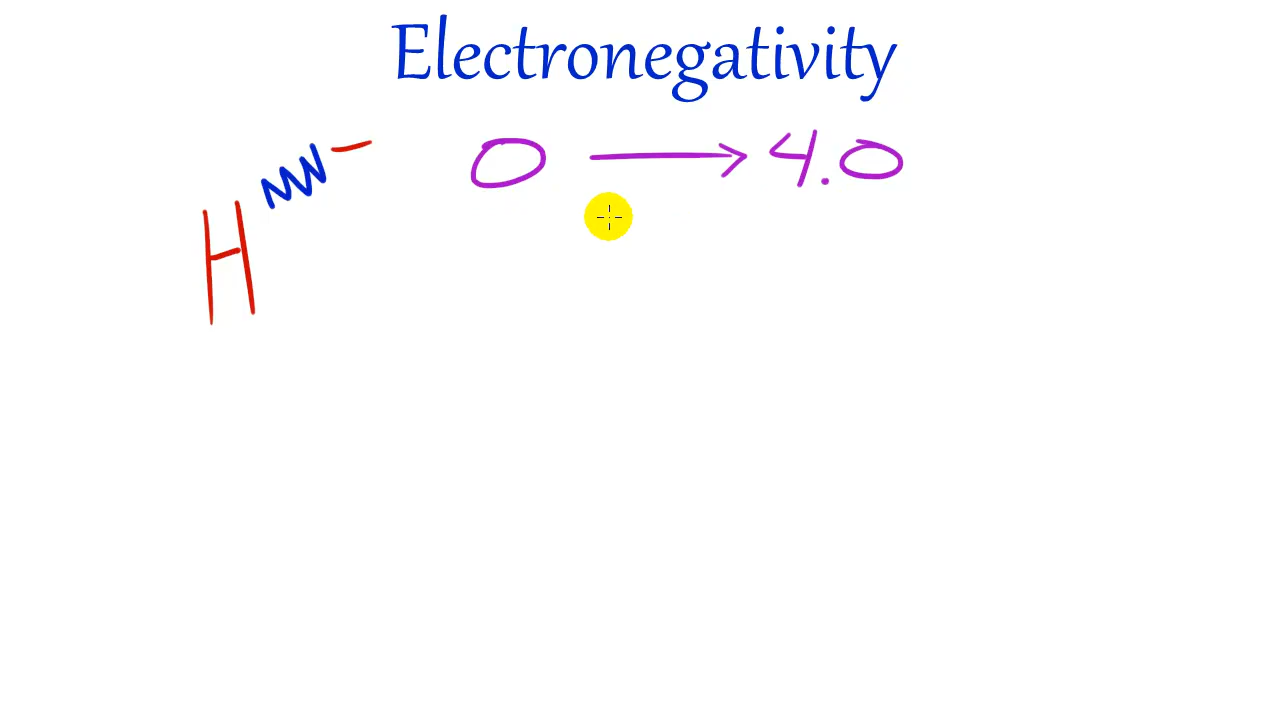 Electronegativity
H - 0 → 4.0